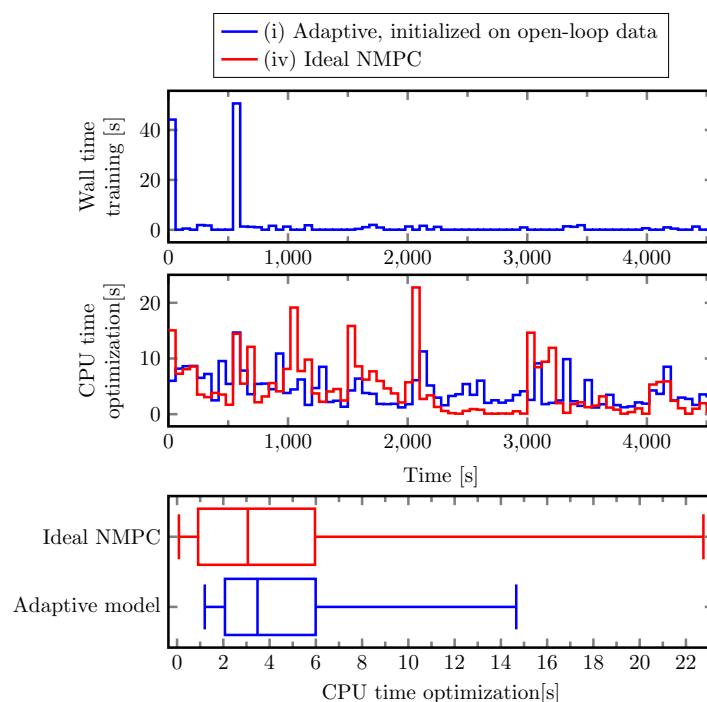 (i) Adaptive, initialized on open-loop data
(iv) Ideal NMPC
Wall time
training [s]
40
20
0
0 1,000 2,000 3,000 4,000
CPU time
optimization[s]
20
10
0
0 1,000 2,000 3,000 4,000
Time [s]
Ideal NMPC
Adaptive model
0 2 4 6 8 10 12 14 16 18 20 22
CPU time optimization[s]